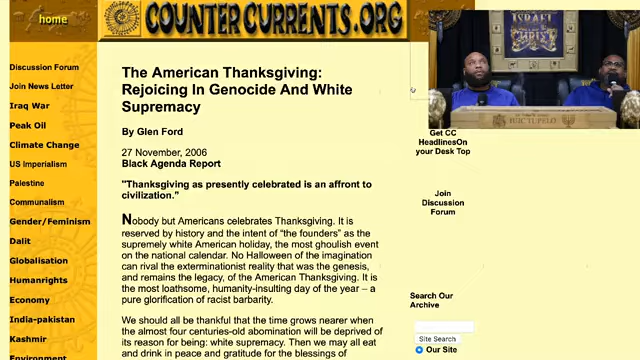 home
COUNTERCURRENTS.ORG
ISRAEL
IUIC TUPELO
Discussion Forum
Join News Letter
Iraq War
Peak Oil
Climate Change
US Imperialism
Palestine
Communalism
Gender/Feminism
Dalit
Globalisation
Humanrights
Economy
India-pakistan
Kashmir
Environment
The American Thanksgiving:
Rejoicing In Genocide And White
Supremacy
By Glen Ford
27 November, 2006
Black Agenda Report
"Thanksgiving as presently celebrated is an affront to
civilization."
Nobody but Americans celebrates Thanksgiving. It is
reserved by history and the intent of “the founders” as the
supremely white American holiday, the most ghoulish event
on the national calendar. No Halloween of the imagination
can rival the exterminationist reality that was the genesis,
and remains the legacy, of the American Thanksgiving. It is
the most loathsome, humanity-insulting day of the year – a
pure glorification of racist barbarity.
We should all be thankful that the time grows nearer when
the almost four centuries-old abomination will be deprived of
its reason for being: white supremacy. Then we may all eat
and drink in peace and gratitude for the blessings of
Get CC
HeadlinesOn
your Desk Top
Join
Discussion
Forum
Search Our
Archive
Site Search
Our Site